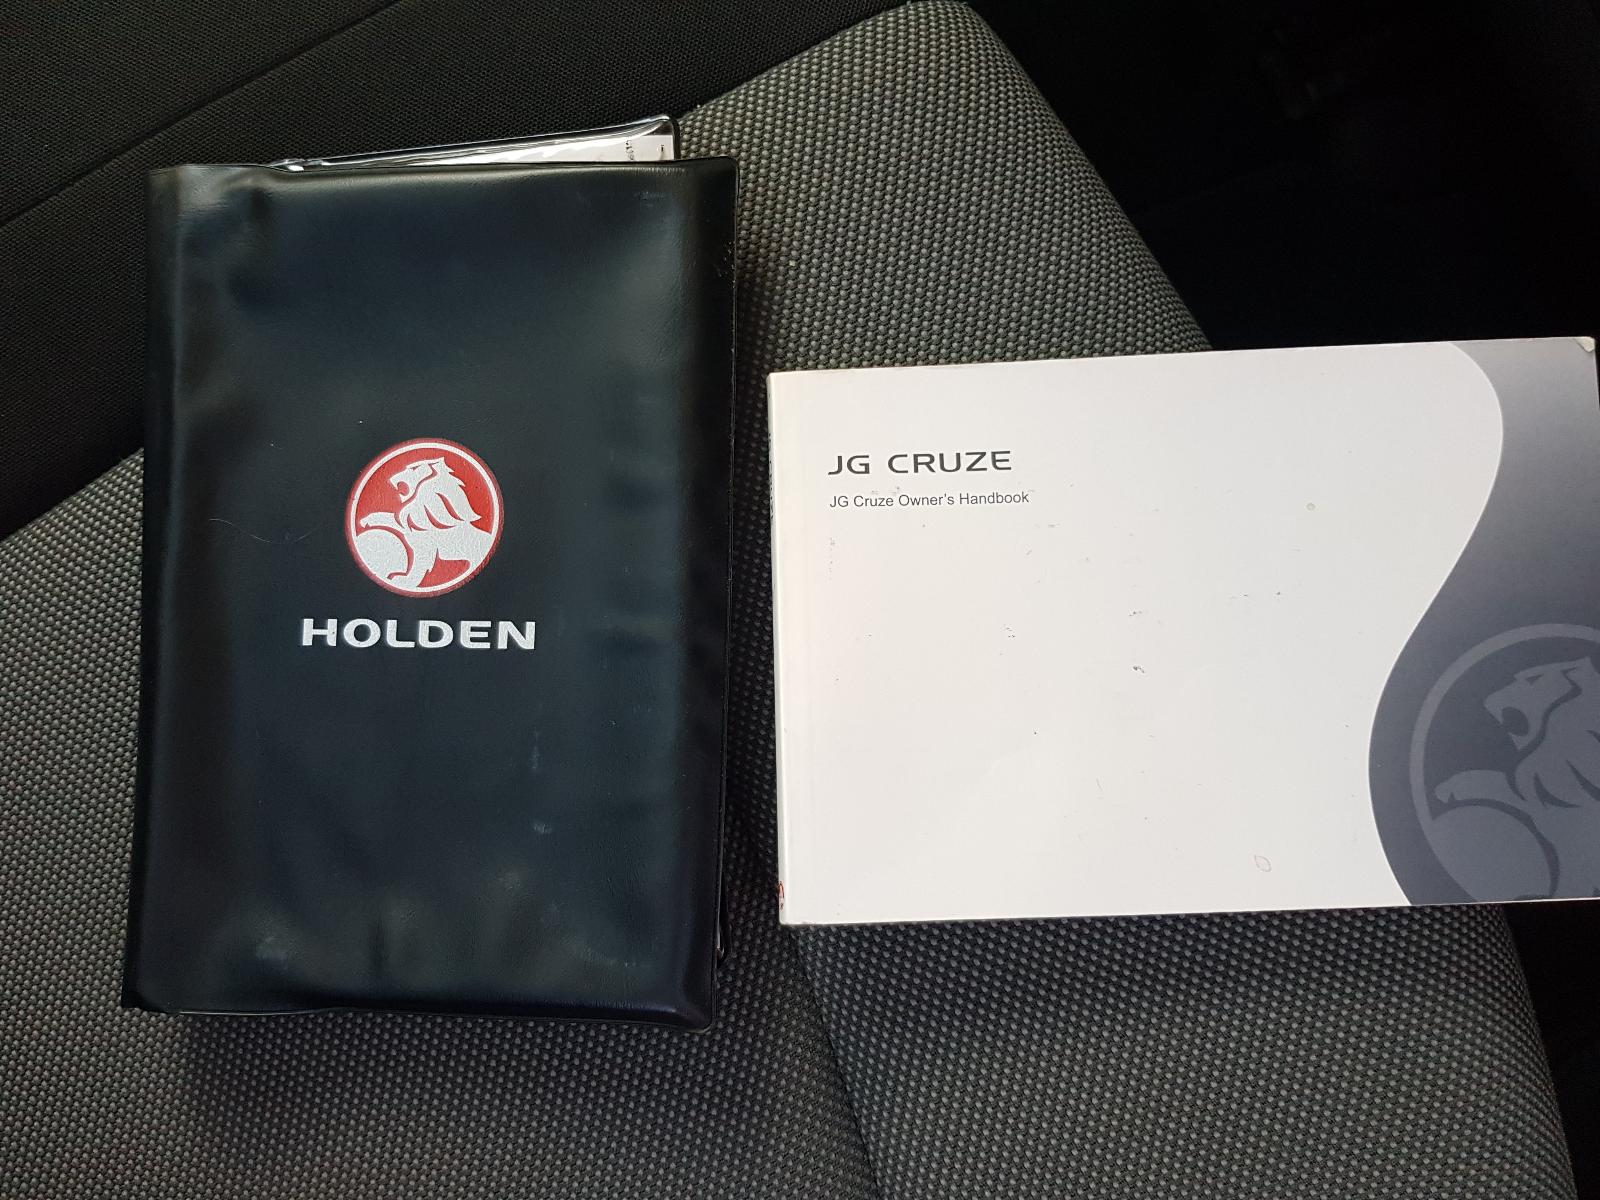 HOLDEN
JG CRUZE
JG Cruze Owner's Handbook